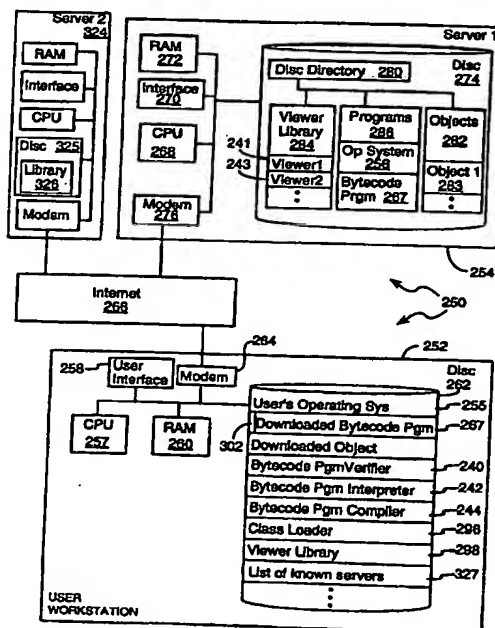 Server 2
324
RAM
Interface
CPU
Disc 325
Library
326
Modem
Server 1
RAM
272
Interface
270
CPU
268
Modem
276
Disc
274
Disc Directory 280
Viewer
Library
284
241
Viewer1
243
Viewer2
Programs
286
Op System
256
Bytecode
Prgm 267
Objects
282
Object 1
283
254
Internet
266
250
252
258
User
Interface
Modem
264
Disc
262
CPU
257
RAM
260
User's Operating Sys
255
302
Downloaded Bytecode Pgm
267
Downloaded Object
Bytecode PgmVerifier
240
Bytecode Pgm Interpreter
242
Bytecode Pgm Compiler
244
Class Loader
296
Viewer Library
298
List of known servers
327
USER
WORKSTATION